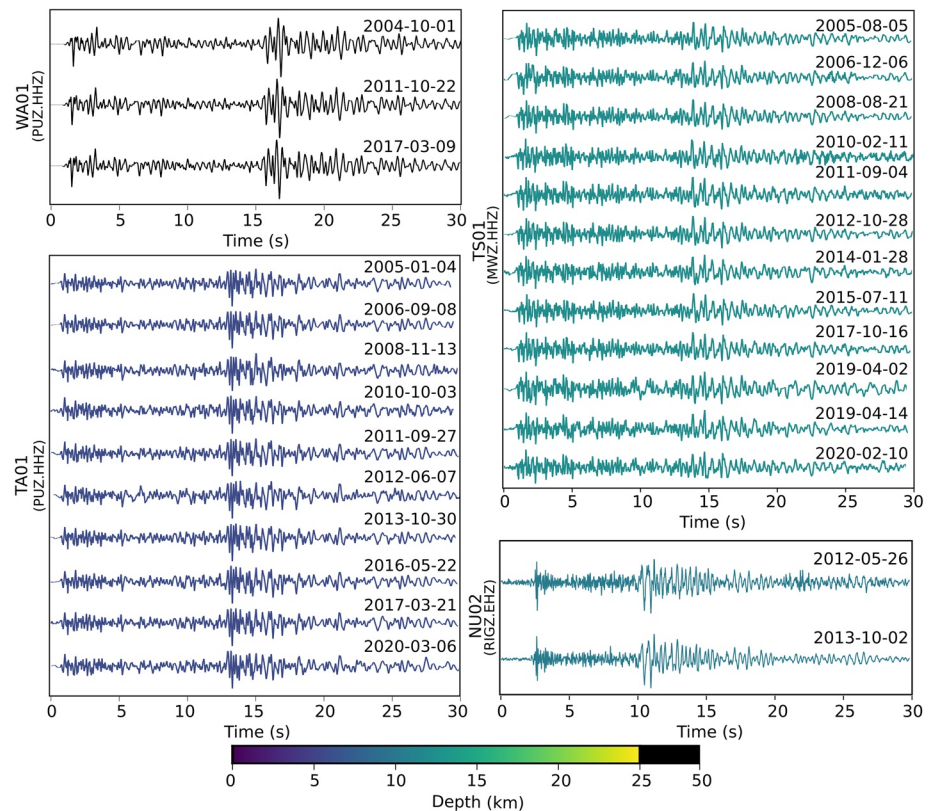 WA01
(PUZ.HHZ)
2004-10-01
2011-10-22
2017-03-09
0 5 10 15 20 25 30
Time (s)
TA01
(PUZ.HHZ)
2005-01-04
2006-09-08
2008-11-13
2010-10-03
2011-09-27
2012-06-07
2013-10-30
2016-05-22
2017-03-21
2020-03-06
0 5 10 15 20 25 30
Time (s)
TS01
(MWZ.HHZ)
2005-08-05
2006-12-06
2008-08-21
2010-02-11
2011-09-04
2012-10-28
2014-01-28
2015-07-11
2017-10-16
2019-04-02
2019-04-14
2020-02-10
0 5 10 15 20 25 30
Time (s)
NU02
(RIGZ.EHZ)
2012-05-26
2013-10-02
0 5 10 15 20 25 30
Time (s)
0 5 10 15 20 25 50
Depth (km)